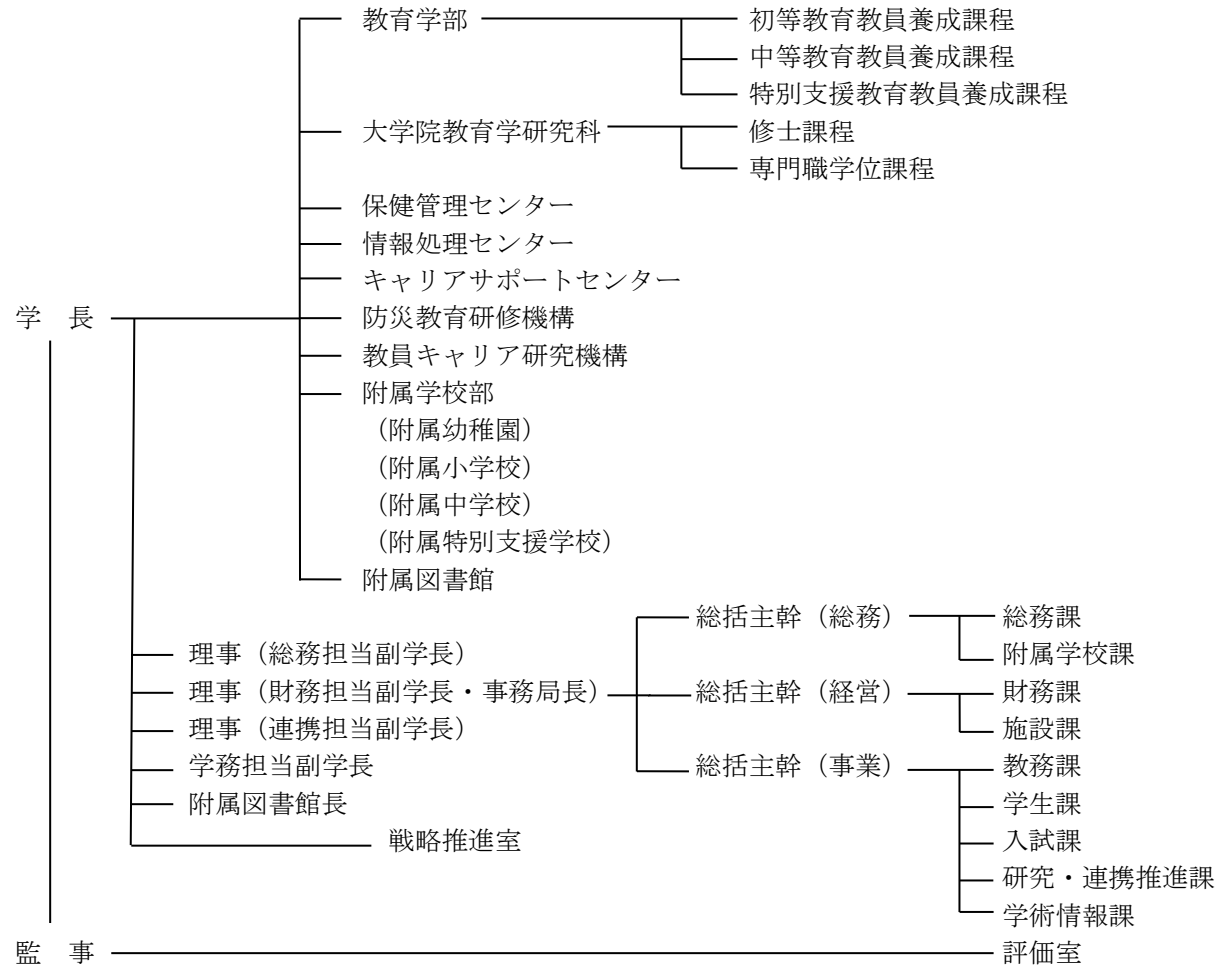 教育学部 初等教育教員養成課程
中等教育教員養成課程
特別支援教育教員養成課程
大学院教育学研究科 修士課程
専門職学位課程
保健管理センター
情報処理センター
キャリアサポートセンター
学　長 防災教育研修機構
教員キャリア研究機構
附属学校部
（附属幼稚園）
（附属小学校）
（附属中学校）
（附属特別支援学校）
附属図書館
総括主幹（総務） 総務課
理事（総務担当副学長） 附属学校課
理事（財務担当副学長・事務局長） 総括主幹（経営） 財務課
理事（連携担当副学長） 施設課
学務担当副学長 総括主幹（事業） 教務課
附属図書館長 学生課
戦略推進室 入試課
研究・連携推進課
学術情報課
監　事 評価室